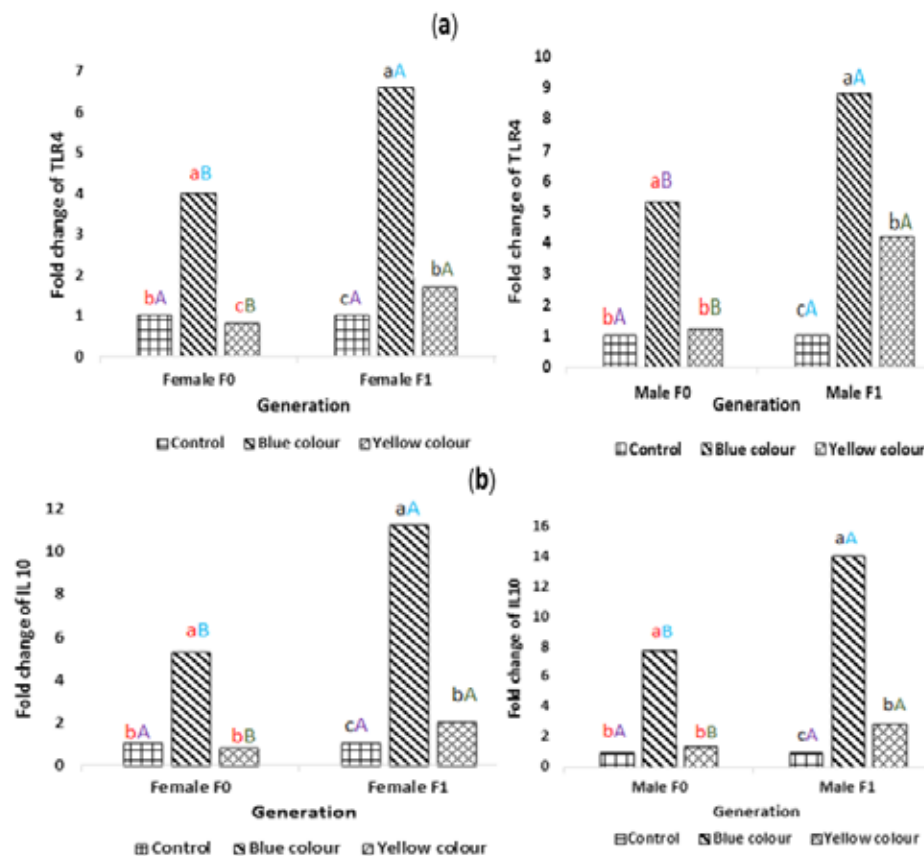 (a)
7
6
5
4
3
2
1
0
Fold change of TLR4
bA
aB
cB
cA
aA
bA
Female F0
Female F1
Generation
Control
Blue colour
Yellow colour
10
9
8
7
6
5
4
3
2
1
0
Fold change of TLR4
bA
aB
bB
cA
aA
bA
Male F0
Male F1
Generation
Control
Blue colour
Yellow colour
(b)
12
10
8
6
4
2
0
Fold change of IL10
bA
aB
bB
cA
aA
bA
Female F0
Female F1
Generation
Control
Blue colour
Yellow colour
16
14
12
10
8
6
4
2
0
Fold change of IL10
bA
aB
bB
cA
aA
bA
Male F0
Male F1
Generation
Control
Blue colour
Yellow colour